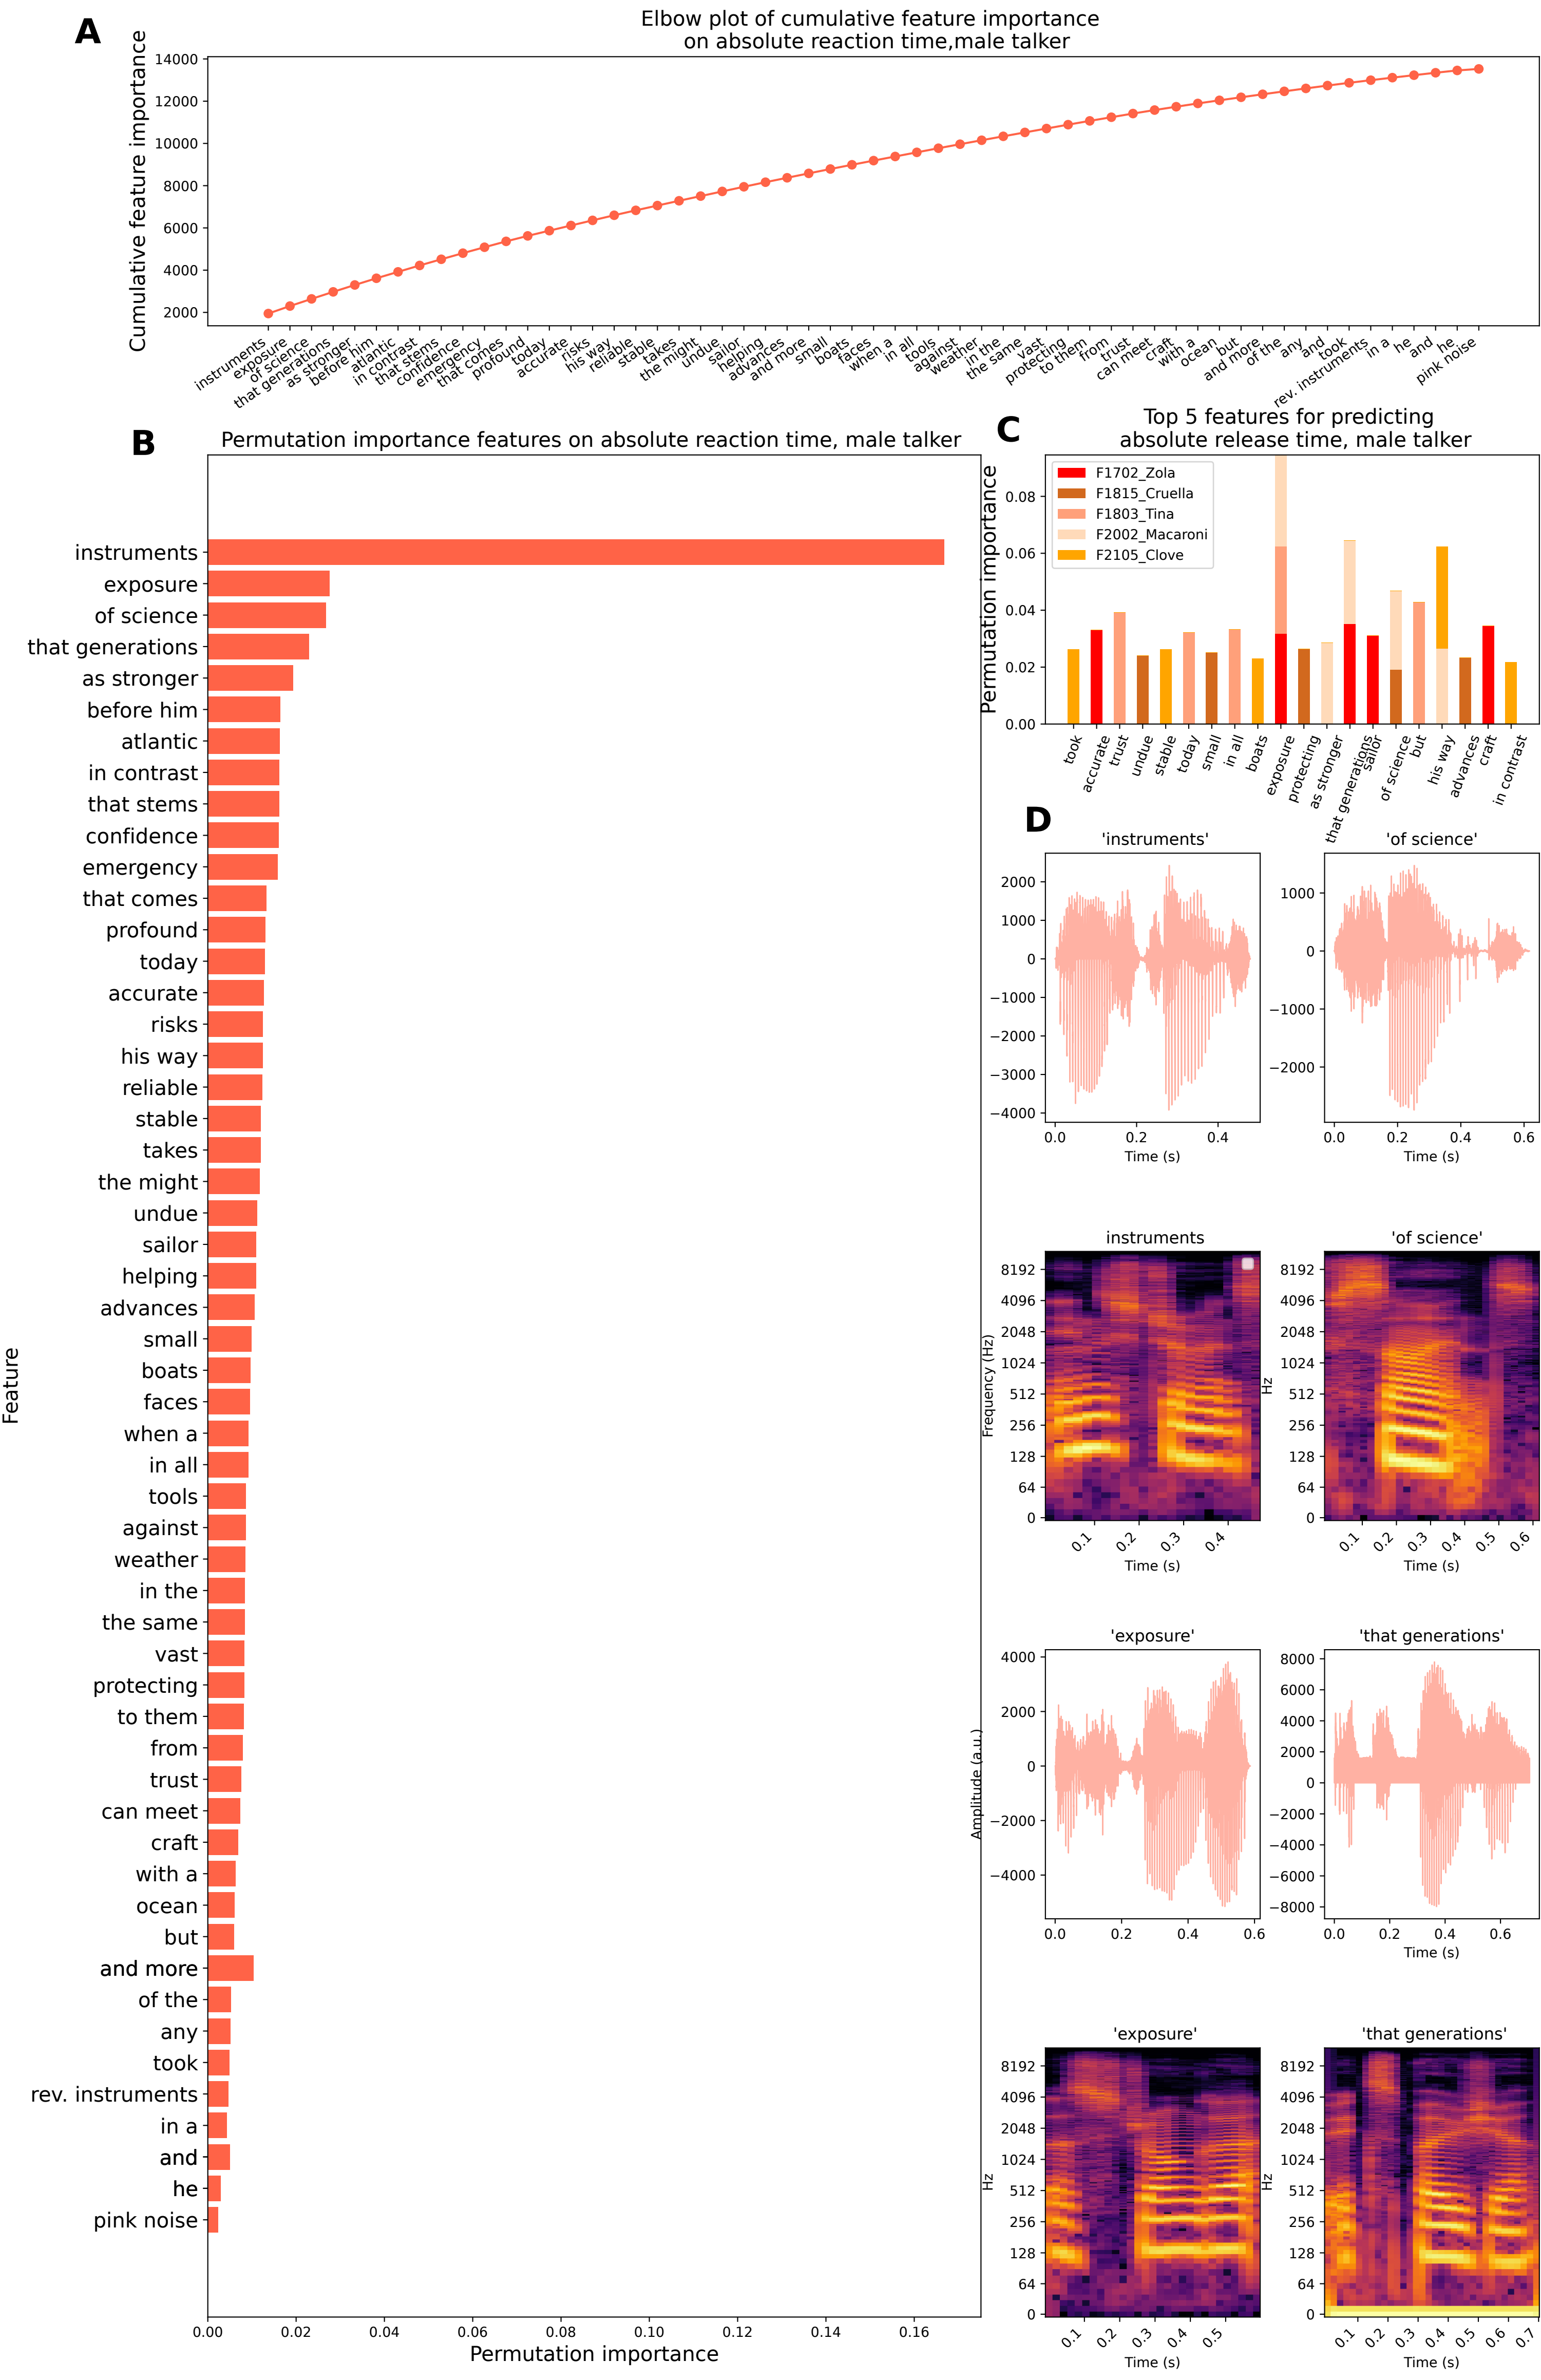 A
Elbow plot of cumulative feature importance
on absolute reaction time,male talker
Cumulative feature importance
14000
12000
10000
8000
6000
4000
2000
instruments
exposure
of science
that generations
as stronger
before him
atlantic
in contrast
that stems
confidence
emergency
that comes
profound
today
accurate
risks
his way
reliable
stable
takes
the might
undue
sailor
helping
advances
and more
small
boats
faces
when a
in all
tools
against
weather
in the
the same
vast
protecting
to them
from
trust
can meet
craft
with a
ocean
but
and more
of the
any
and
took
rev. instruments
in a
he
and
he
pink noise
B
Permutation importance features on absolute reaction time, male talker
Feature
instruments
exposure
of science
that generations
as stronger
before him
atlantic
in contrast
that stems
confidence
emergency
that comes
profound
today
accurate
risks
his way
reliable
stable
takes
the might
undue
sailor
helping
advances
small
boats
faces
when a
in all
tools
against
weather
in the
the same
vast
protecting
to them
from
trust
can meet
craft
with a
ocean
but
and more
of the
any
took
rev. instruments
in a
and
he
pink noise
0.00 0.02 0.04 0.06 0.08 0.10 0.12 0.14 0.16
Permutation importance
C
Top 5 features for predicting
absolute release time, male talker
Permutation importance
0.08
0.06
0.04
0.02
0.00
F1702_Zola
F1815_Cruella
F1803_Tina
F2002_Macaroni
F2105_Clove
took
accurate
trust
undue
stable
today
small
in all
boats
exposure
protecting
as stronger
that generations
sailor
of science
but
his way
advances
craft
in contrast
D
'instruments'
2000
1000
0
−1000
−2000
−3000
−4000
0.0 0.2 0.4
Time (s)
'of science'
1000
0
−1000
−2000
0.0 0.2 0.4 0.6
Time (s)
instruments
Frequency (Hz)
8192
4096
2048
1024
512
256
128
64
0
0.1 0.2 0.3 0.4
Time (s)
'of science'
Hz
8192
4096
2048
1024
512
256
128
64
0
0.1 0.2 0.3 0.4 0.5 0.6
Time (s)
'exposure'
Amplitude (a.u.)
4000
2000
0
−2000
−4000
0.0 0.2 0.4 0.6
'that generations'
8000
6000
4000
2000
0
−2000
−4000
−6000
−8000
0.0 0.2 0.4 0.6
Time (s)
'exposure'
Hz
8192
4096
2048
1024
512
256
128
64
0
0.1 0.2 0.3 0.4 0.5
Time (s)
'that generations'
Hz
8192
4096
2048
1024
512
256
128
64
0
0.1 0.2 0.3 0.4 0.5 0.6 0.7
Time (s)